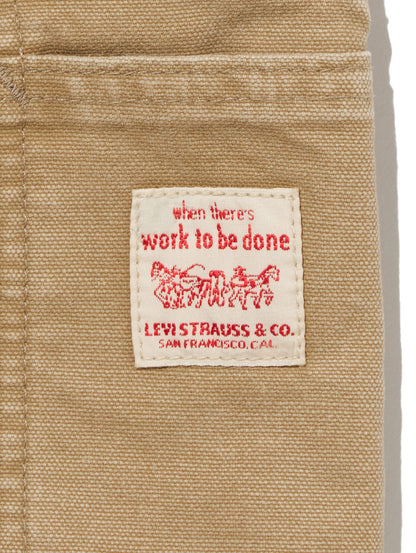 when there's
work to be done
LEVI STRAUSS & CO.
SAN FRANCISCO, CAL.